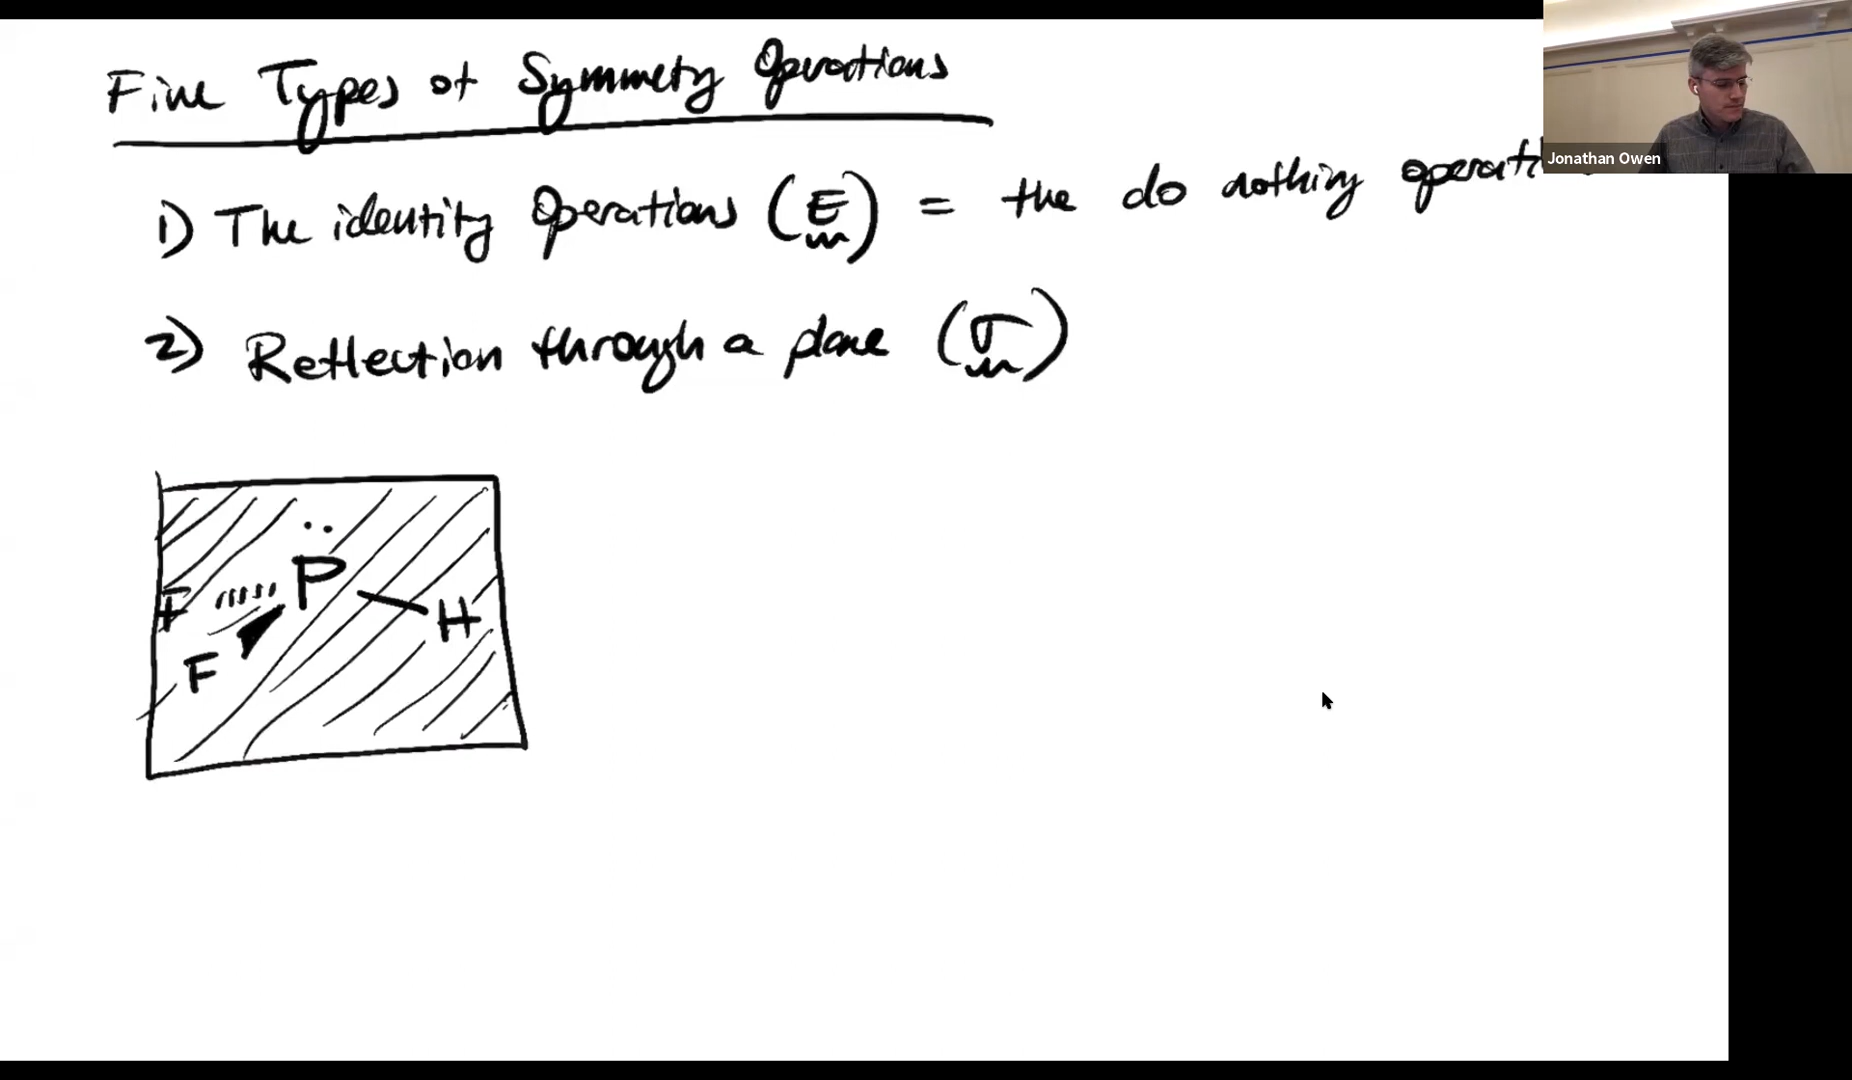 Five Types of Symmetry Operations
Jonathan Owen
1) The identity Operations (E) = the do nothing operati
2) Reflection through a plane (σ)
P
F
H
F